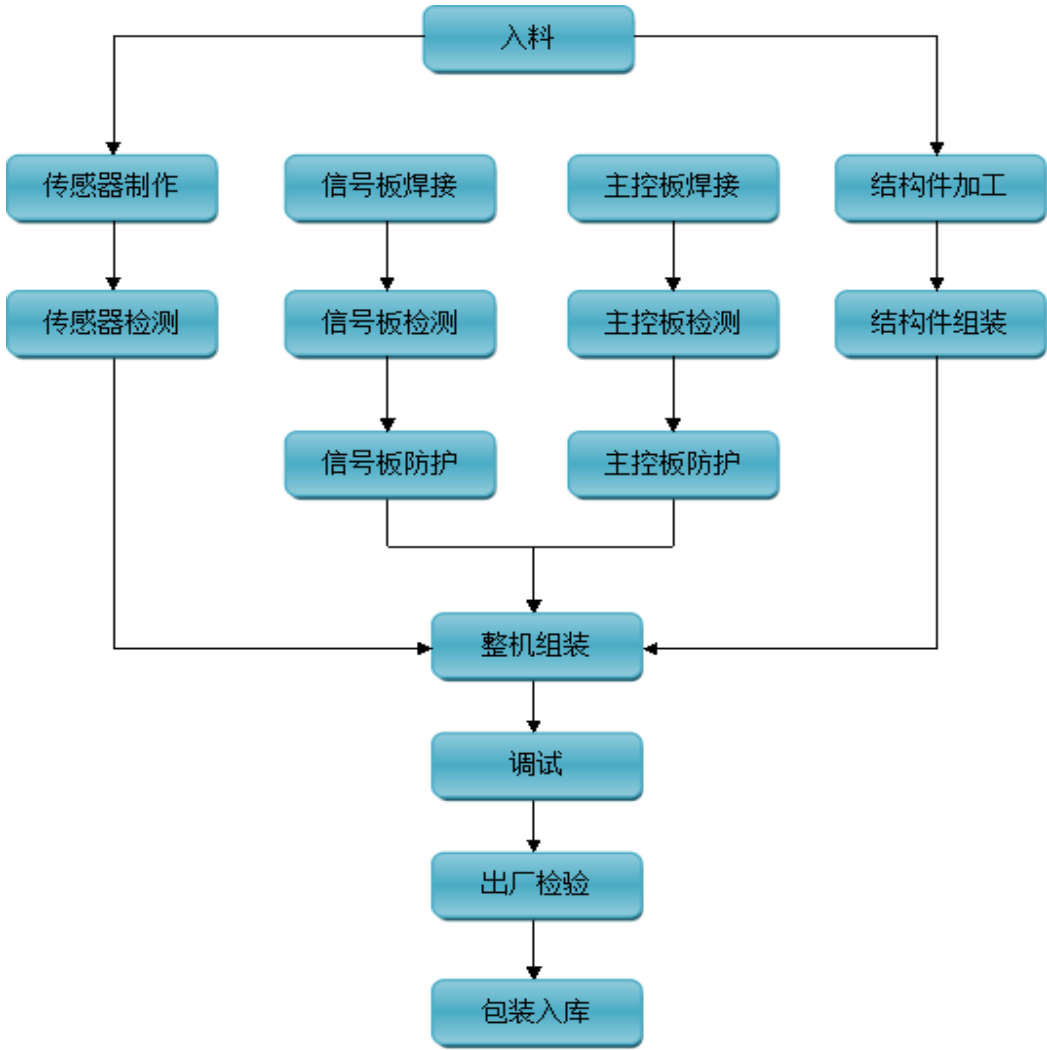 入料
传感器制作
信号板焊接
主控板焊接
结构件加工
传感器检测
信号板检测
主控板检测
结构件组装
信号板防护
主控板防护
整机组装
调试
出厂检验
包装入库